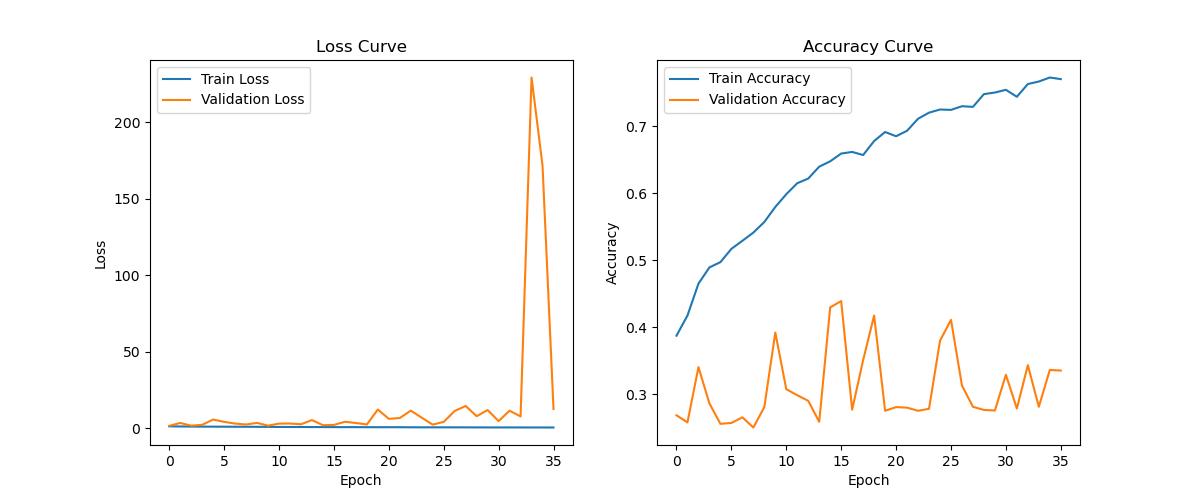 Loss Curve
Train Loss
Validation Loss
200
150
100
50
0
Loss
0 5 10 15 20 25 30 35
Epoch
Accuracy Curve
Train Accuracy
Validation Accuracy
0.7
0.6
0.5
0.4
0.3
Accuracy
0 5 10 15 20 25 30 35
Epoch